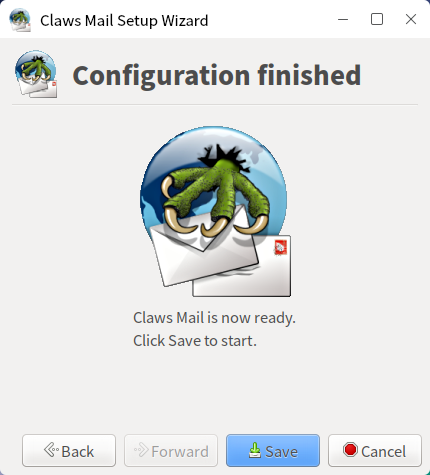 Claws Mail Setup Wizard
Configuration finished
Claws Mail is now ready.
Click Save to start.
Back
Forward
Save
Cancel